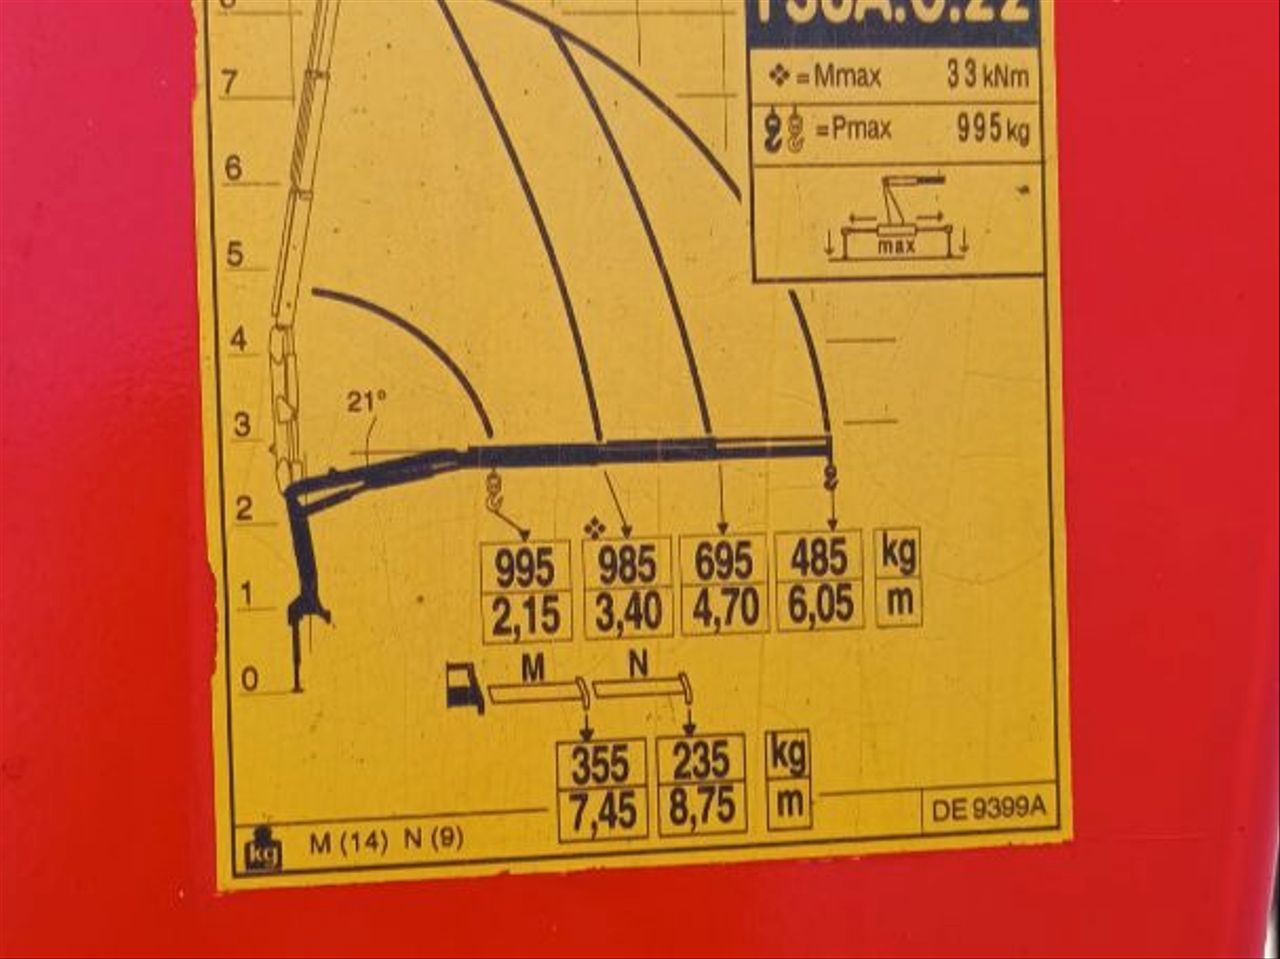 ❖ = Mmax 33 kNm
7
= Pmax 995 kg
6
max
5
4
21°
3
2
❖
995 985 695 485 kg
2,15 3,40 4,70 6,05 m
1
M N
0
355 235 kg
7,45 8,75 m
kg M (14) N (9)
DE 9399A